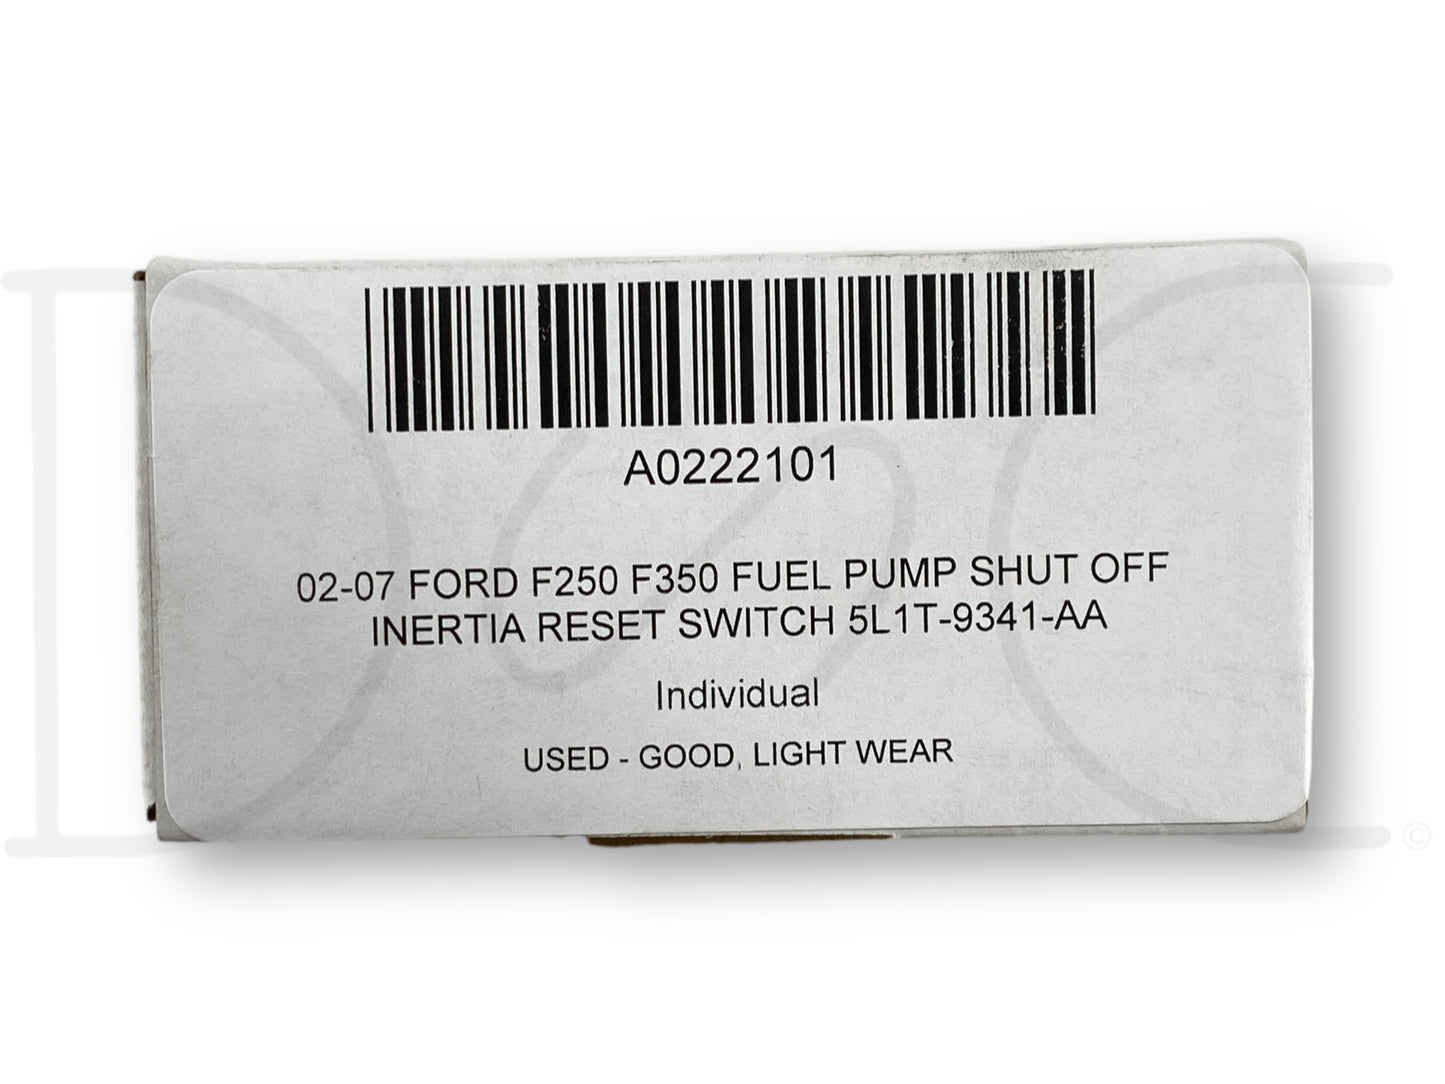 A0222101
02-07 FORD F250 F350 FUEL PUMP SHUT OFF
INERTIA RESET SWITCH 5L1T-9341-AA
Individual
USED - GOOD, LIGHT WEAR
©